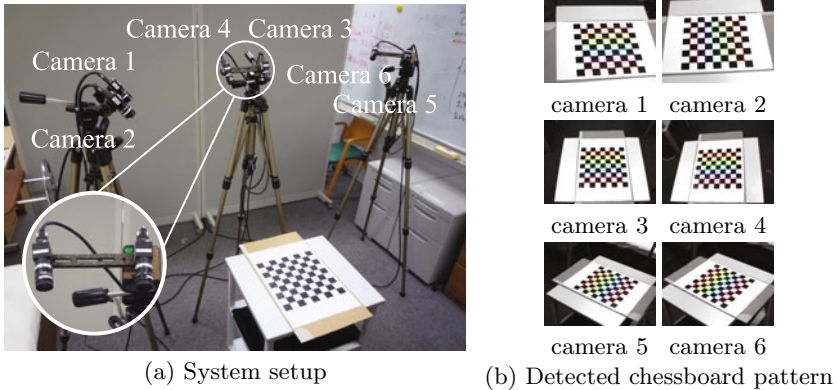 Camera 4 Camera 3
Camera 1
Camera 6
Camera 5
Camera 2
(a) System setup
camera 1 camera 2
camera 3 camera 4
camera 5 camera 6
(b) Detected chessboard pattern